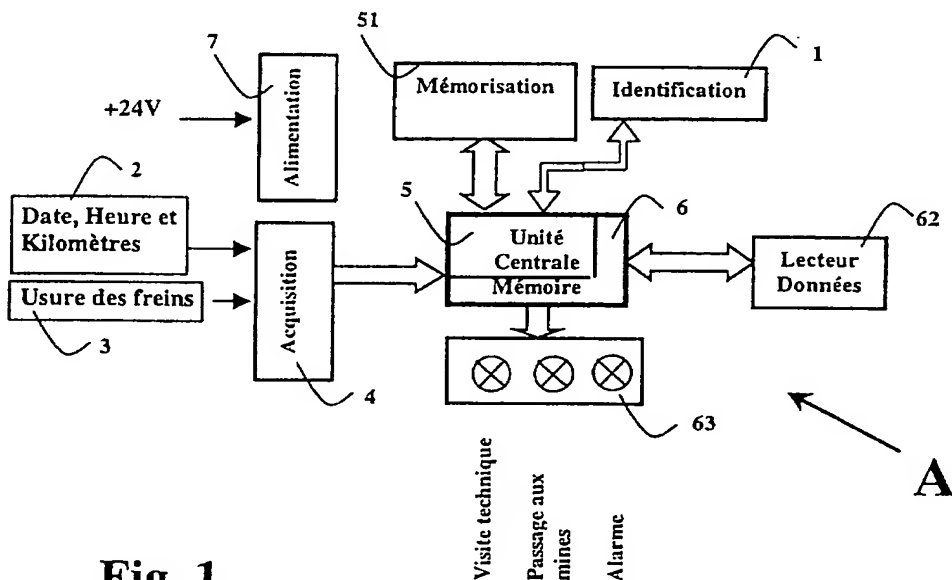 7
51
1
Mémorisation
Identification
+24V
Alimentation
2
Date, Heure et
Kilomètres
5
6
62
Unité
Centrale
Mémoire
Lecteur
Données
Usure des freins
Acquisition
3
4
63
A
Visite technique
Passage aux
mines
Alarme
Fig. 1